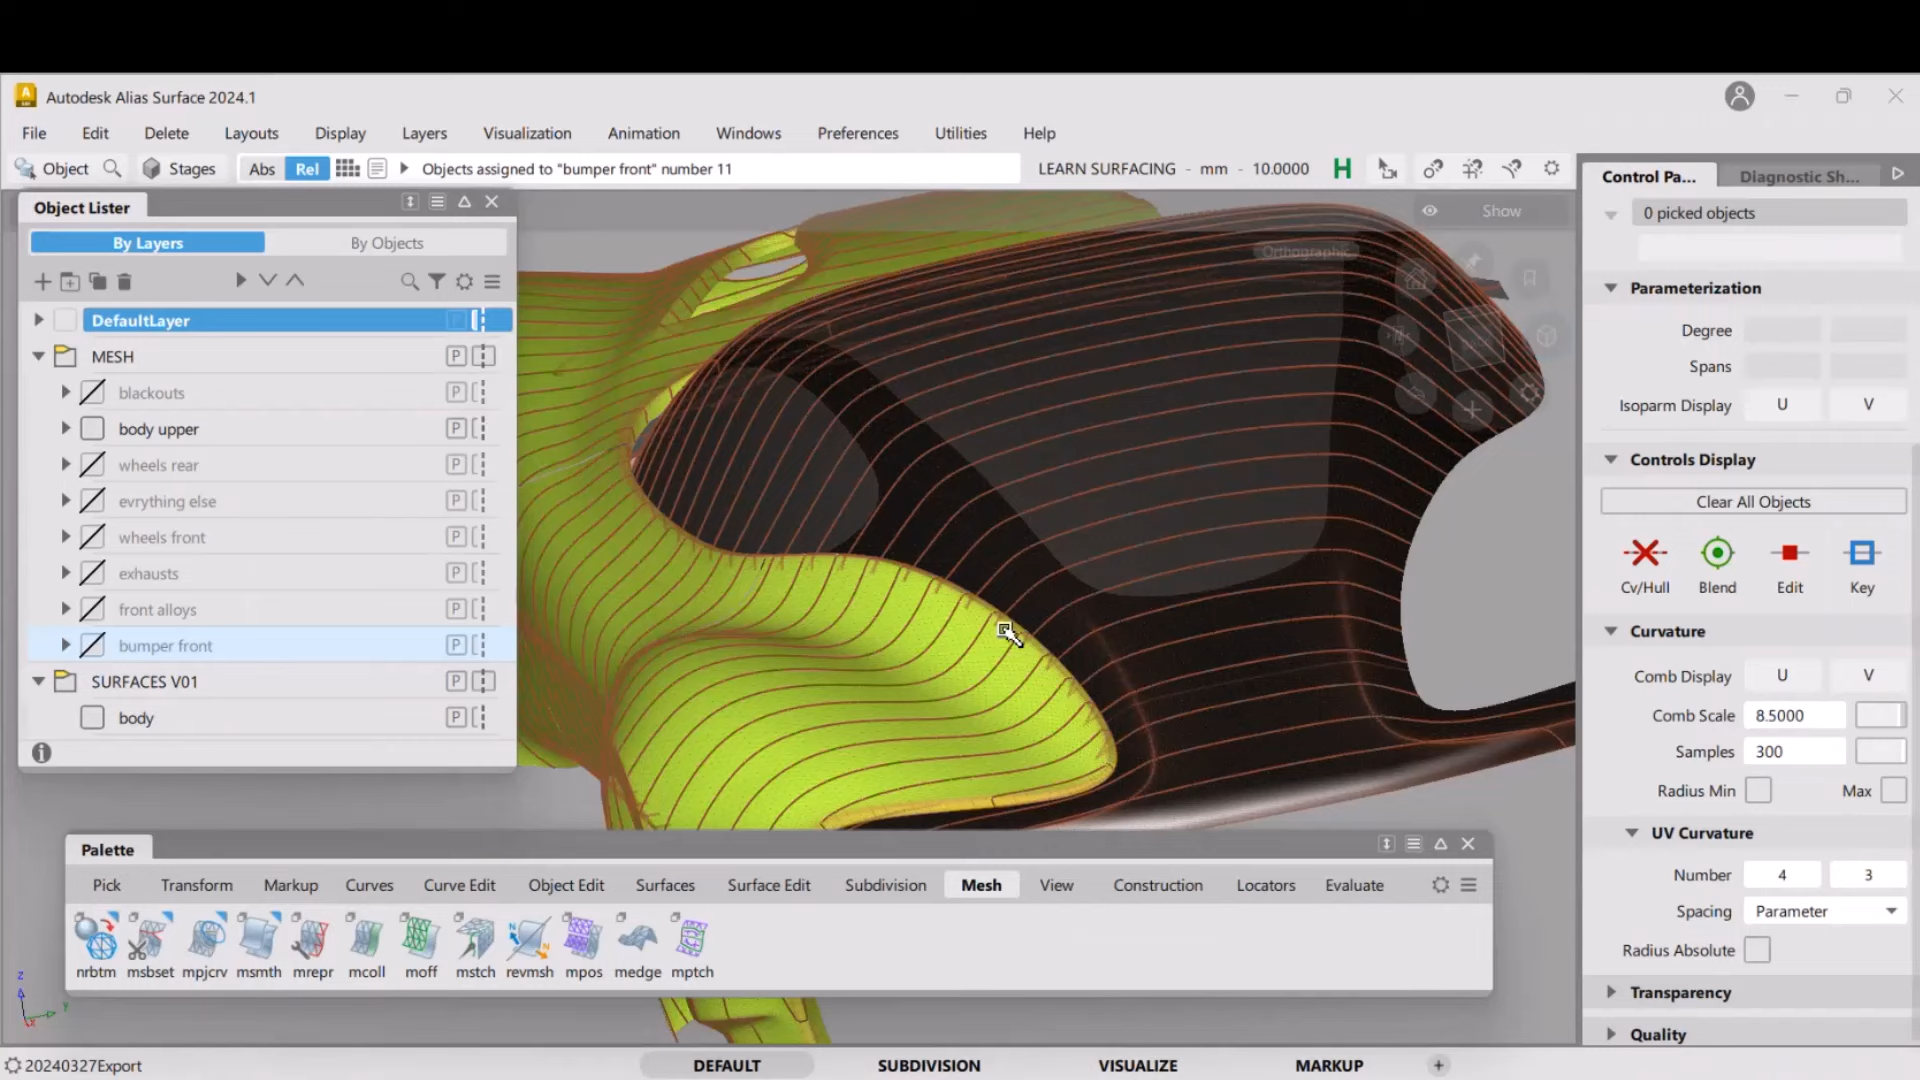 Autodesk Alias Surface 2024.1
File Edit Delete Layouts Display Layers Visualization Animation Windows Preferences Utilities Help
Object Stages Abs Rel Objects assigned to "bumper front" number 11 LEARN SURFACING - mm - 10.0000 H
Control Pa... Diagnostic Sh...
Object Lister
By Layers By Objects
DefaultLayer
MESH P
blackouts P
body upper P
wheels rear P
evrything else P
wheels front P
exhausts P
front alloys P
bumper front P
SURFACES V01 P
body P
Show
Orthographic
0 picked objects
Parameterization
Degree
Spans
Isoparm Display U V
Controls Display
Clear All Objects
Cv/Hull Blend Edit Key
Curvature
Comb Display U V
Comb Scale 8.5000
Samples 300
Radius Min Max
UV Curvature
Number 4 3
Spacing Parameter
Radius Absolute
Transparency
Quality
Palette
Pick Transform Markup Curves Curve Edit Object Edit Surfaces Surface Edit Subdivision Mesh View Construction Locators Evaluate
nrbtm msbset mpjcrv msmth mrepr mcoll moff mstch revmsh mpos medge mptch
z
y
x
20240327Export DEFAULT SUBDIVISION VISUALIZE MARKUP